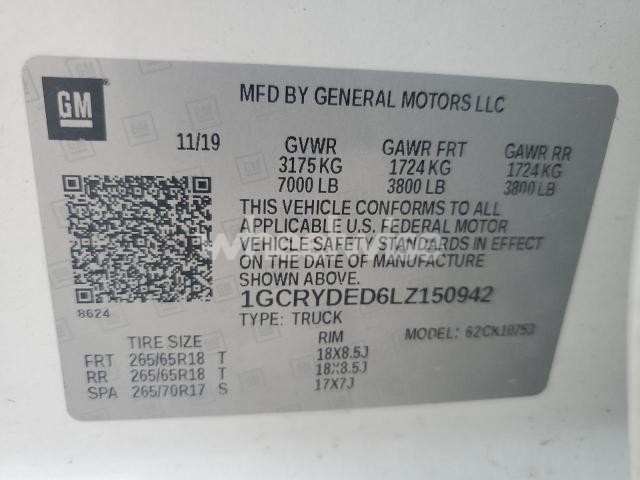 GM
MFD BY GENERAL MOTORS LLC
11/19 GVWR GAWR FRT GAWR RR
3175 KG 1724 KG 1724 KG
7000 LB 3800 LB 3800 LB
THIS VEHICLE CONFORMS TO ALL
APPLICABLE U.S. FEDERAL MOTOR
VEHICLE SAFETY STANDARDS IN EFFECT
ON THE DATE OF MANUFACTURE
SHOWN ABOVE.
8624
1GCRYDED6LZ150942
TYPE: TRUCK MODEL: 62CK10753
TIRE SIZE RIM
FRT 265/65R18 T 18X8.5J
RR 265/65R18 T 18X8.5J
SPA 265/70R17 S 17X7J